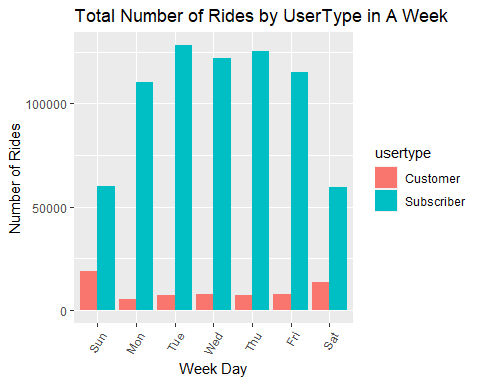 Total Number of Rides by UserType in A Week
Number of Rides
100000
50000
0
Sun
Mon
Tue
Wed
Thu
Fri
Sat
Week Day
usertype
Customer
Subscriber